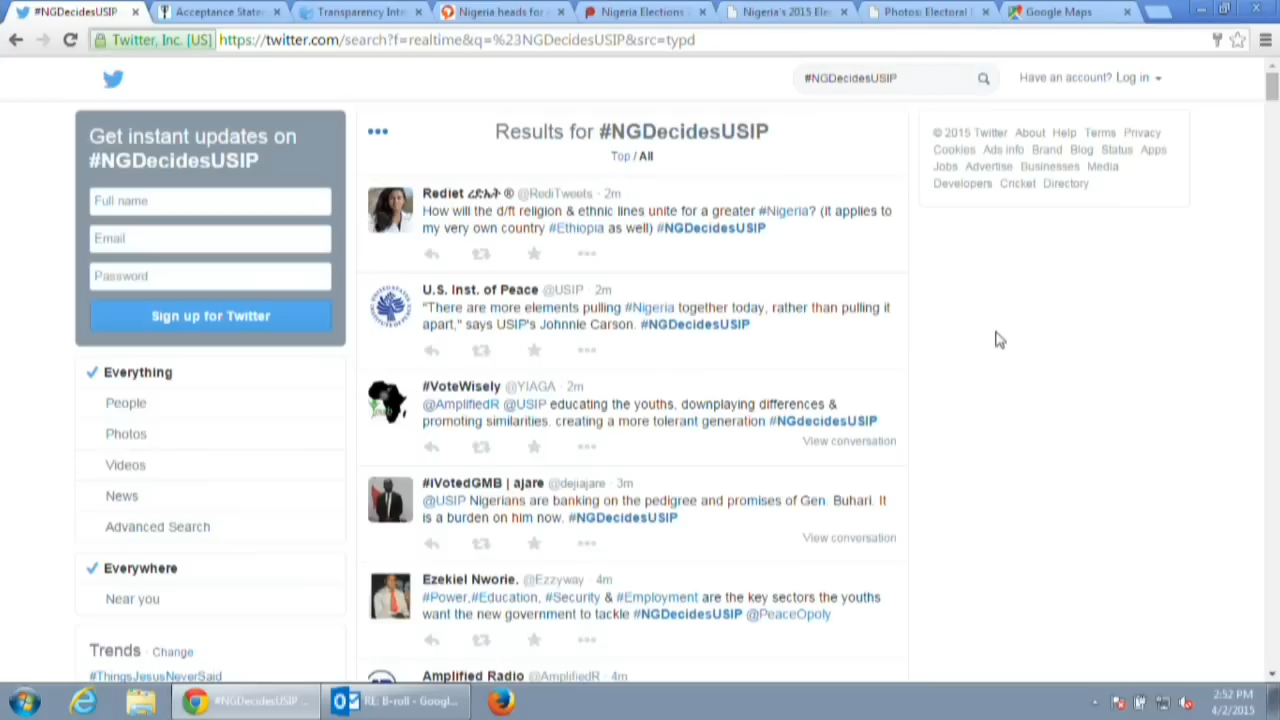 #NGDecidesUSIP
Acceptance Staten
Transparency Inte
Nigeria heads for
Nigeria Elections
Nigeria's 2015 Ele
Photos: Electoral
Google Maps
Twitter, Inc. [US]
https://twitter.com/search?f=realtime&q=%23NGDecidesUSIP&src=typd
#NGDecidesUSIP
Have an account? Log in
Get instant updates on
#NGDecidesUSIP
Full name
Email
Password
Sign up for Twitter
Everything
People
Photos
Videos
News
Advanced Search
Everywhere
Near you
Trends · Change
#ThingsJesusNeverSaid
Results for #NGDecidesUSIP
Top / All
Rediet ረድኤት ® @RediTweets · 2m
How will the d/ft religion & ethnic lines unite for a greater #Nigeria? (it applies to
my very own country #Ethiopia as well) #NGDecidesUSIP
U.S. Inst. of Peace @USIP · 2m
"There are more elements pulling #Nigeria together today, rather than pulling it
apart," says USIP's Johnnie Carson. #NGDecidesUSIP
#VoteWisely @YIAGA · 2m
@AmplifiedR @USIP educating the youths, downplaying differences &
promoting similarities. creating a more tolerant generation #NGdecidesUSIP
View conversation
#iVotedGMB | ajare @dejiajare · 3m
@USIP Nigerians are banking on the pedigree and promises of Gen. Buhari. It
is a burden on him now. #NGDecidesUSIP
View conversation
Ezekiel Nworie. @Ezzyway · 4m
#Power,#Education, #Security & #Employment are the key sectors the youths
want the new government to tackle #NGDecidesUSIP @PeaceOpoly
Amplified Radio @AmplifiedR · 4m
© 2015 Twitter About Help Terms Privacy
Cookies Ads info Brand Blog Status Apps
Jobs Advertise Businesses Media
Developers Cricket Directory
#NGDecidesUSIP ...
RE: B-roll - Googl...
2:52 PM
4/2/2015